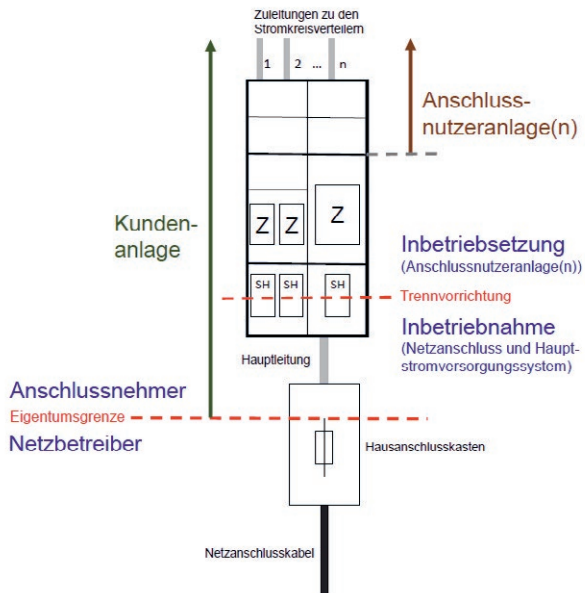 Zuleitungen zu den
Stromkreisverteilern
1 2 ... n
Anschluss-
nutzeranlage(n)
Kunden-
anlage
Z Z Z
Inbetriebsetzung
(Anschlussnutzeranlage(n))
SH SH SH
Trennvorrichtung
Inbetriebnahme
(Netzanschluss und Haupt-
stromversorgungssystem)
Hauptleitung
Anschlussnehmer
Eigentumsgrenze
Netzbetreiber
Hausanschlusskasten
Netzanschlusskabel